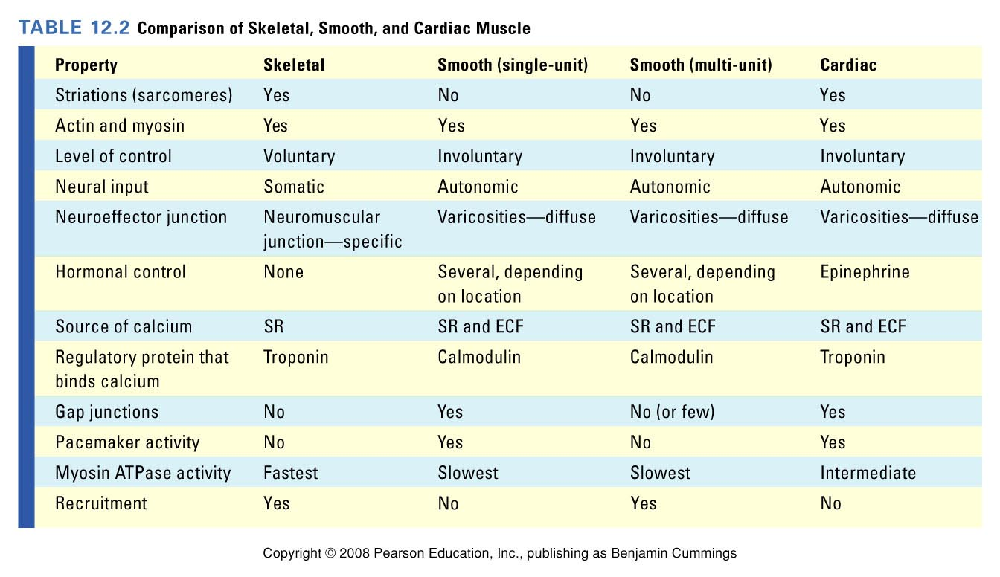 TABLE 12.2 Comparison of Skeletal, Smooth, and Cardiac Muscle
Property Skeletal Smooth (single-unit) Smooth (multi-unit) Cardiac
Striations (sarcomeres) Yes No No Yes
Actin and myosin Yes Yes Yes Yes
Level of control Voluntary Involuntary Involuntary Involuntary
Neural input Somatic Autonomic Autonomic Autonomic
Neuroeffector junction Neuromuscular Varicosities—diffuse Varicosities—diffuse Varicosities—diffuse
junction—specific
Hormonal control None Several, depending Several, depending Epinephrine
on location on location
Source of calcium SR SR and ECF SR and ECF SR and ECF
Regulatory protein that Troponin Calmodulin Calmodulin Troponin
binds calcium
Gap junctions No Yes No (or few) Yes
Pacemaker activity No Yes No Yes
Myosin ATPase activity Fastest Slowest Slowest Intermediate
Recruitment Yes No Yes No
Copyright © 2008 Pearson Education, Inc., publishing as Benjamin Cummings